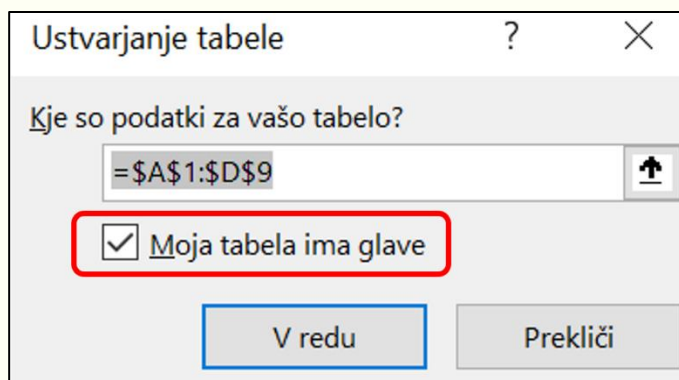 Ustvarjanje tabele ?
Kje so podatki za vašo tabelo?
=$A$1:$D$9
Moja tabela ima glave
V redu Prekliči